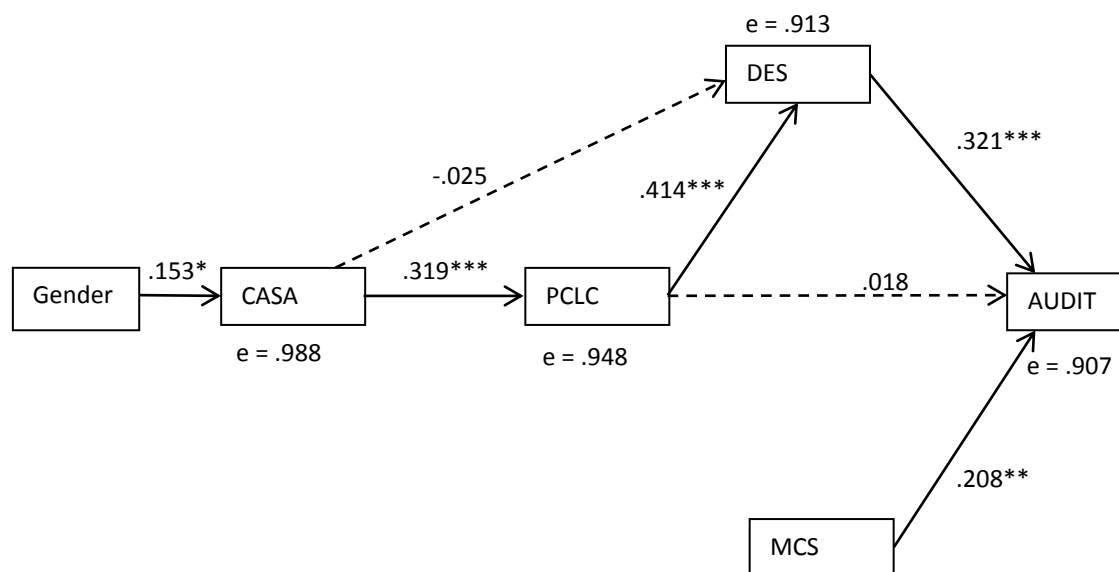 e = .913
DES
.321***
-.025
.414***
.153*
.319***
.018
Gender
CASA
PCLC
AUDIT
e = .988
e = .948
e = .907
.208**
MCS